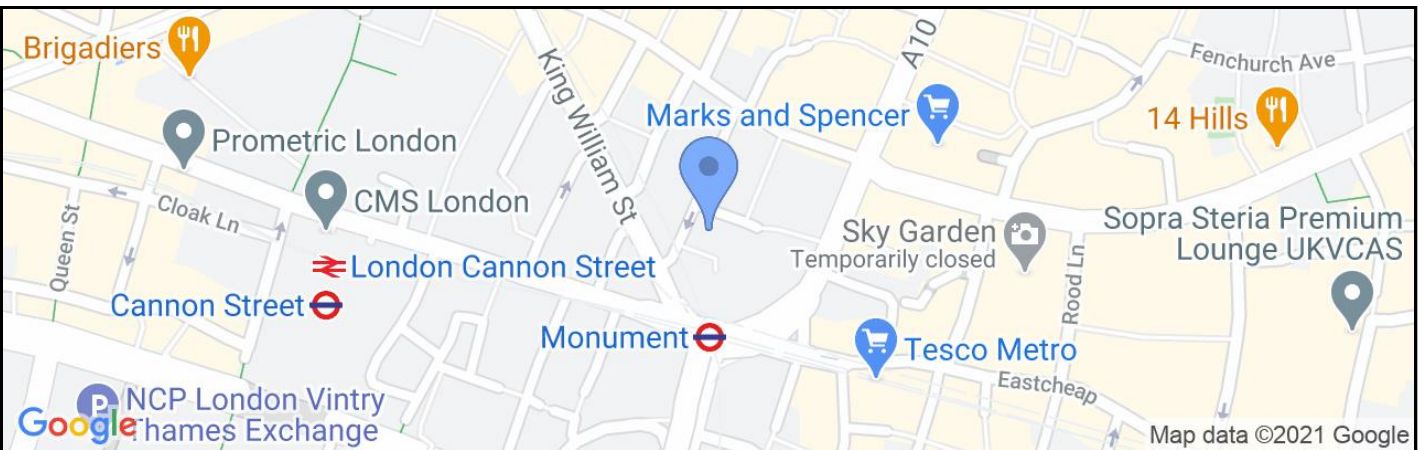 Brigadiers
King William St
A10
Fenchurch Ave
Marks and Spencer
14 Hills
Prometric London
CMS London
Cloak Ln
Queen St
Sky Garden
Temporarily closed
Sopra Steria Premium
Lounge UKVCAS
Rood Ln
London Cannon Street
Cannon Street
Monument
Tesco Metro
Eastcheap
P
NCP London Vintry
Thames Exchange
Google
Map data ©2021 Google